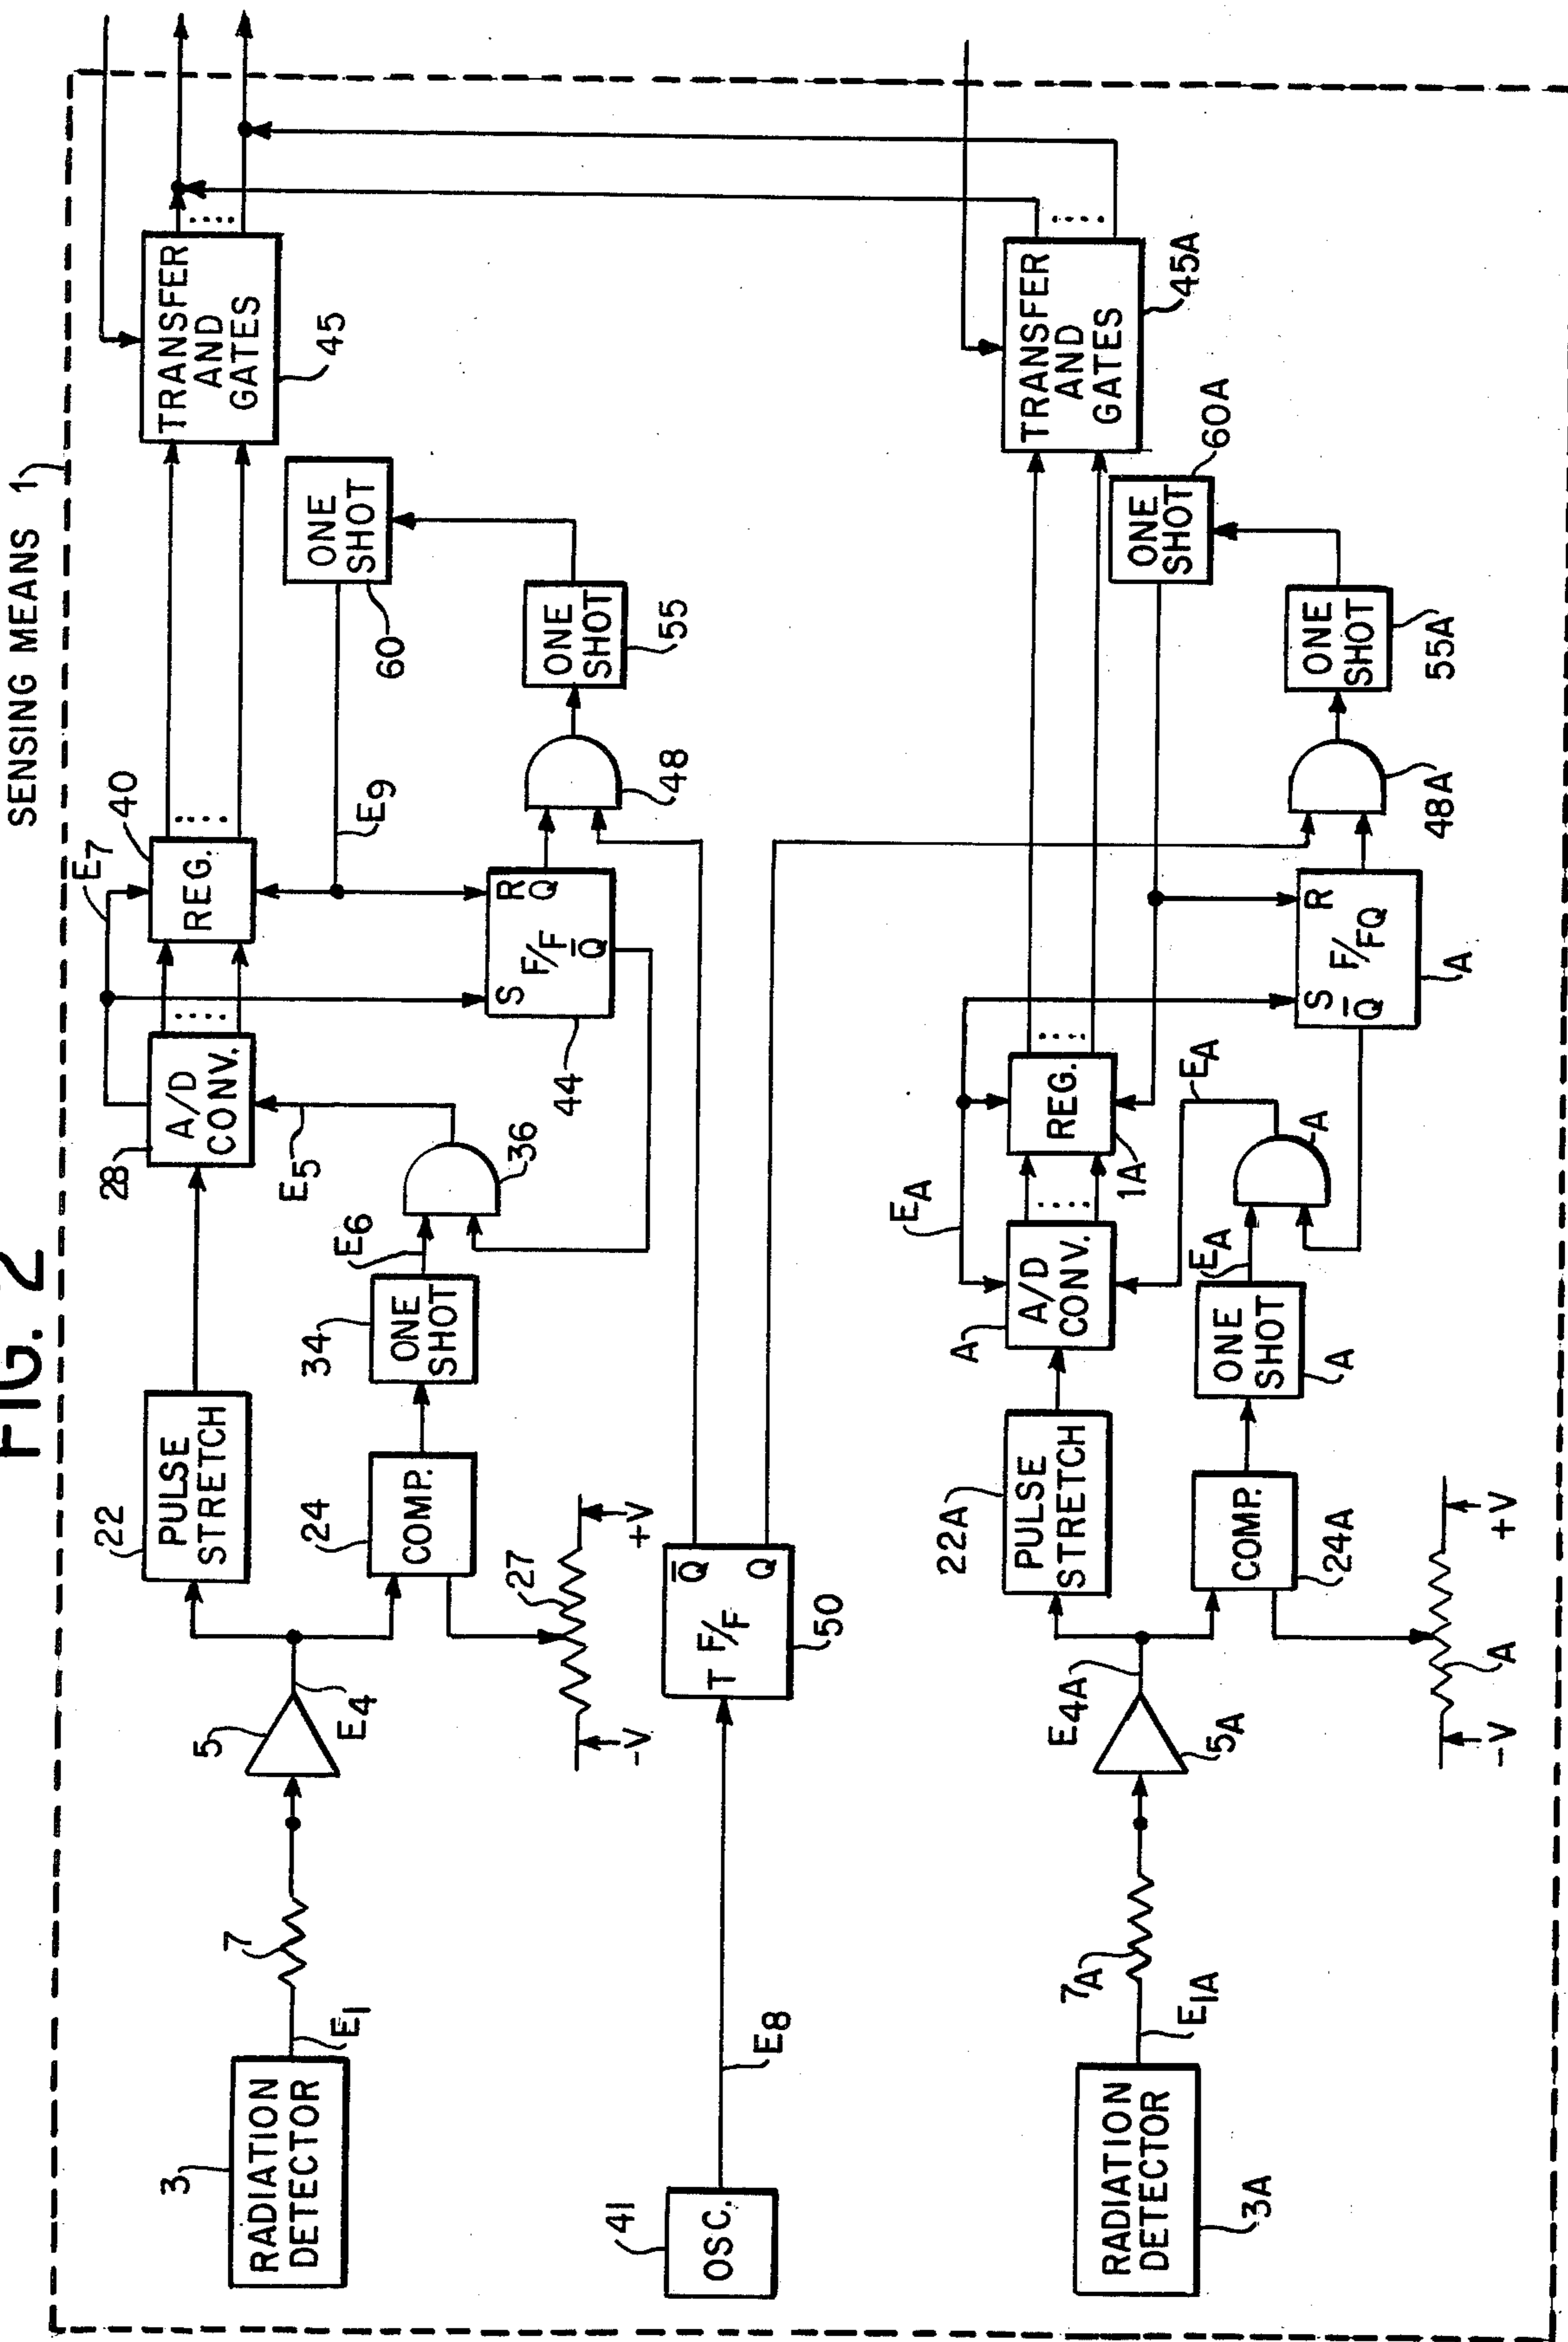 FIG. 2
SENSING MEANS 1
3
RADIATION
DETECTOR
E1
7
5
E4
22
PULSE
STRETCH
24
COMP.
27
-V
+V
34
ONE
SHOT
E6
36
E5
28
A/D
CONV.
E7
40
REG.
44
S
R
F/F
Q
Q̅
E9
48
55
ONE
SHOT
60
ONE
SHOT
TRANSFER
AND
GATES
45
41
OSC.
E8
T
F/F
Q̅
Q
50
RADIATION
DETECTOR
3A
E1A
7A
5A
E4A
22A
PULSE
STRETCH
COMP.
24A
A
-V
+V
ONE
SHOT
A
EA
A
EA
A
A/D
CONV.
EA
REG.
1A
S
R
F/F
Q
Q̅
A
48A
ONE
SHOT
55A
ONE
SHOT
60A
TRANSFER
AND
GATES
45A